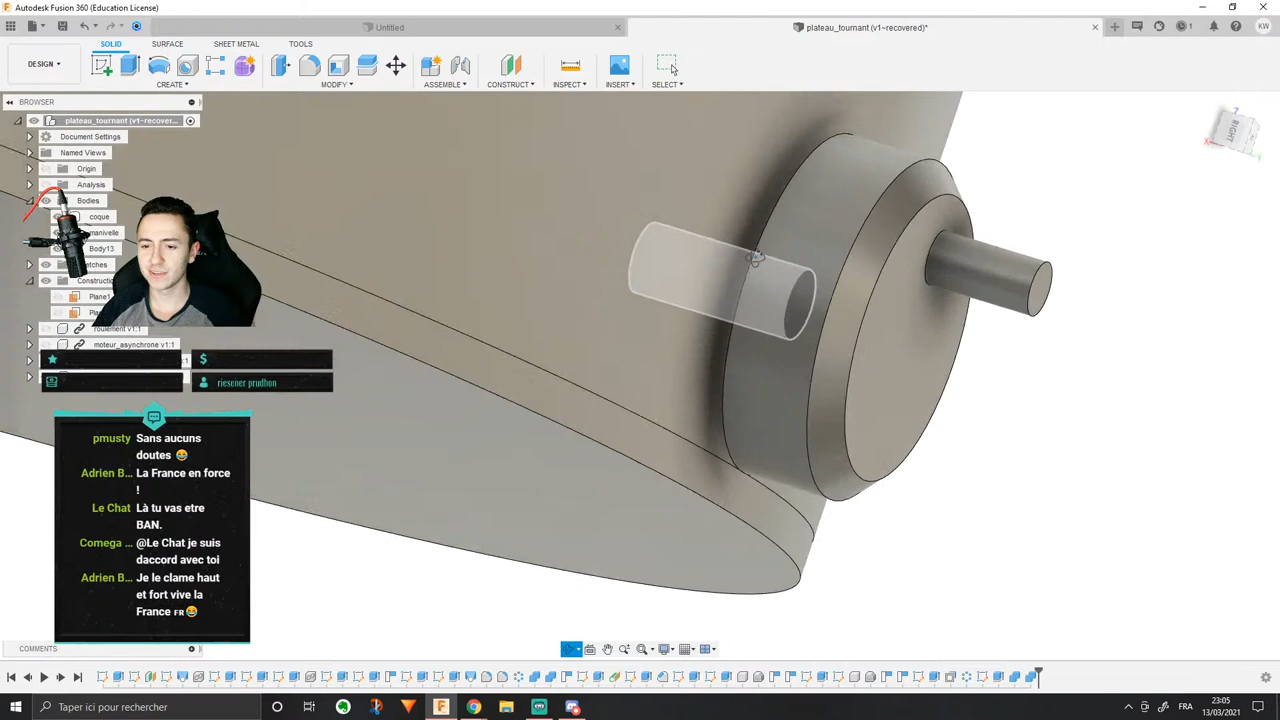 Autodesk Fusion 360 (Education License)
Untitled
plateau_tournant (v1~recovered)*
1
KW
DESIGN
SOLID
SURFACE
SHEET METAL
TOOLS
CREATE
MODIFY
ASSEMBLE
CONSTRUCT
INSPECT
INSERT
SELECT
BROWSER
plateau_tournant (v1~recover...
Document Settings
Named Views
Origin
Analysis
Bodies
coque
manivelle
Body13
Plane1
roulement v1:1
moteur_asynchrone v1:1
RIGHT
Z
$
riesener prudhon
pmusty Sans aucuns
doutes 😂
Adrien B... La France en force
!
Le Chat Là tu vas etre
BAN.
Comega ... @Le Chat je suis
daccord avec toi
Adrien B... Je le clame haut
et fort vive la
France FR😂
COMMENTS
Taper ici pour rechercher
FRA
23:05
13/03/2021